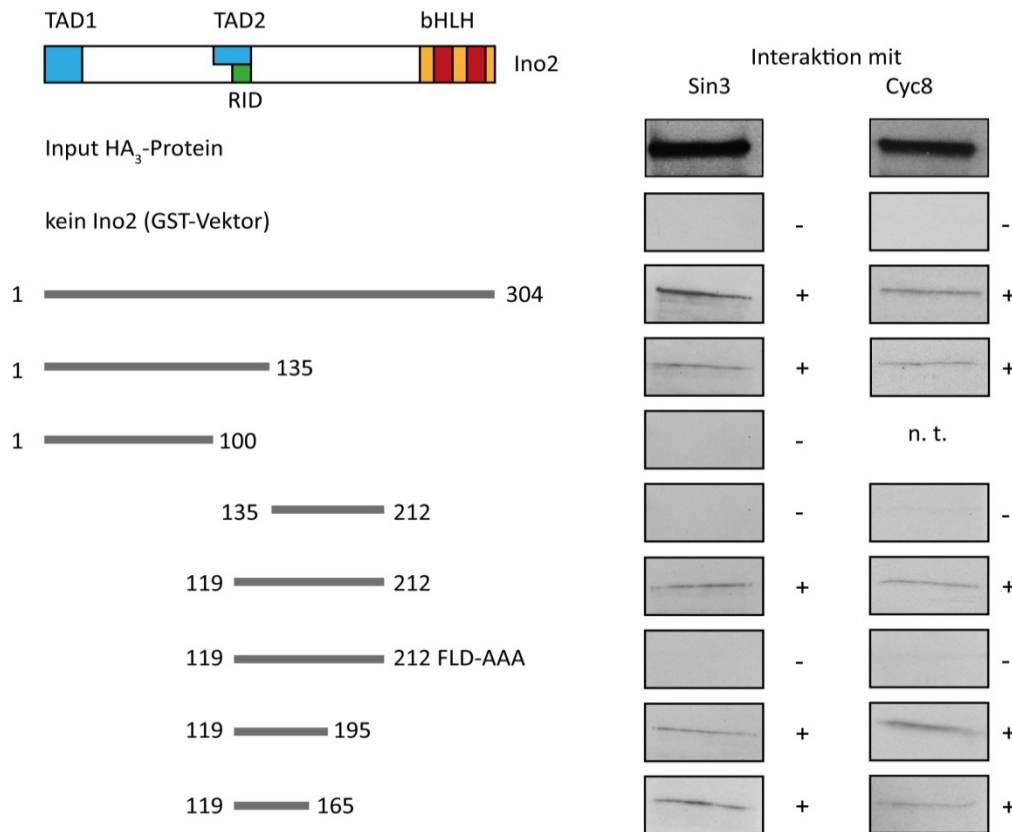 TAD1 TAD2 bHLH
Ino2
RID
Interaktion mit
Sin3 Cyc8
Input HA₃-Protein
kein Ino2 (GST-Vektor) - -
1 304 + +
1 135 + +
1 100 - n. t.
135 212 - -
119 212 + +
119 212 FLD-AAA - -
119 195 + +
119 165 + +